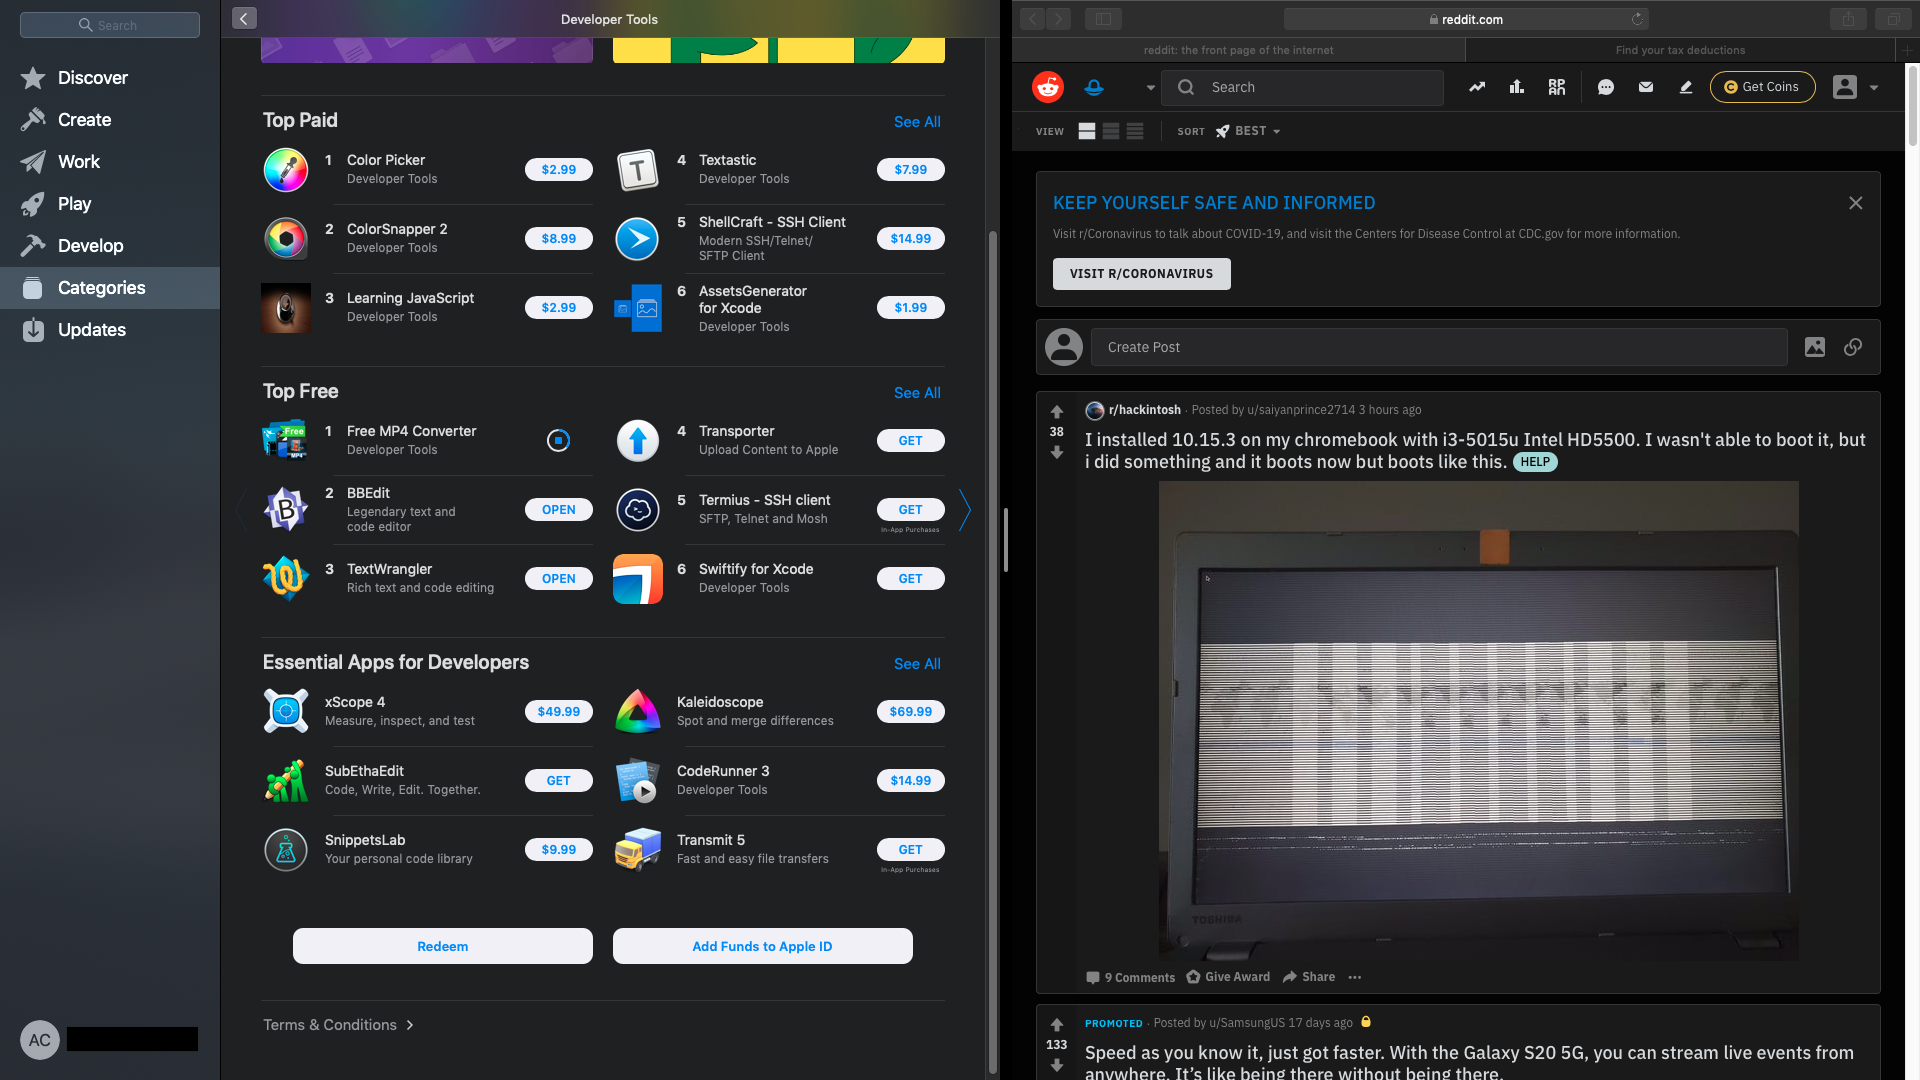 Search
Discover
Create
Work
Play
Develop
Categories
Updates
AC
Developer Tools
Top Paid
See All
1 Color Picker
Developer Tools
$2.99
2 ColorSnapper 2
Developer Tools
$8.99
3 Learning JavaScript
Developer Tools
$2.99
4 Textastic
Developer Tools
$7.99
5 ShellCraft - SSH Client
Modern SSH/Telnet/
SFTP Client
$14.99
6 AssetsGenerator
for Xcode
Developer Tools
$1.99
Top Free
See All
1 Free MP4 Converter
Developer Tools
Free
MP4
2 BBEdit
Legendary text and
code editor
OPEN
3 TextWrangler
Rich text and code editing
OPEN
4 Transporter
Upload Content to Apple
GET
5 Termius - SSH client
SFTP, Telnet and Mosh
GET
In-App Purchases
6 Swiftify for Xcode
Developer Tools
GET
Essential Apps for Developers
See All
xScope 4
Measure, inspect, and test
$49.99
SubEthaEdit
Code, Write, Edit. Together.
GET
SnippetsLab
Your personal code library
$9.99
Kaleidoscope
Spot and merge differences
$69.99
CodeRunner 3
Developer Tools
$14.99
Transmit 5
Fast and easy file transfers
GET
In-App Purchases
Redeem
Add Funds to Apple ID
Terms & Conditions
reddit.com
reddit: the front page of the internet
Find your tax deductions
Search
RPAN
Get Coins
VIEW
SORT BEST
KEEP YOURSELF SAFE AND INFORMED
Visit r/Coronavirus to talk about COVID-19, and visit the Centers for Disease Control at CDC.gov for more information.
VISIT R/CORONAVIRUS
Create Post
38
r/hackintosh · Posted by u/saiyanprince2714 3 hours ago
I installed 10.15.3 on my chromebook with i3-5015u Intel HD5500. I wasn't able to boot it, but
i did something and it boots now but boots like this. HELP
TOSHIBA
9 Comments Give Award Share
133
PROMOTED · Posted by u/SamsungUS 17 days ago
Speed as you know it, just got faster. With the Galaxy S20 5G, you can stream live events from
anywhere. It's like being there without being there.